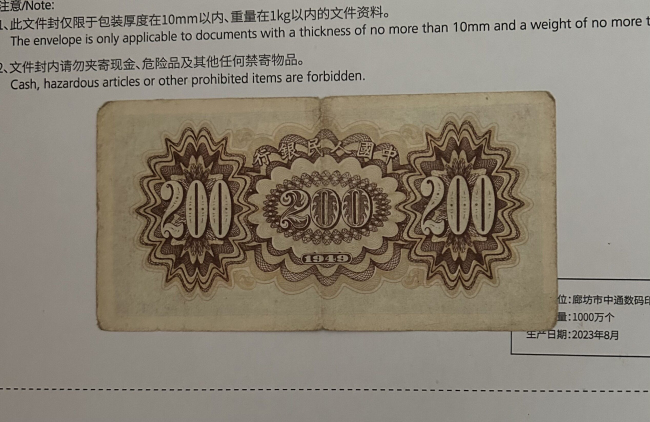 注意/Note:
1、此文件封仅限于包装厚度在10mm以内、重量在1kg以内的文件资料。
The envelope is only applicable to documents with a thickness of no more than 10mm and a weight of no more t
2、文件封内请勿夹寄现金、危险品及其他任何禁寄物品。
Cash, hazardous articles or other prohibited items are forbidden.
行銀民人國中
200
200
200
1949
位:廊坊市中通数码印
量:1000万个
生产日期:2023年8月